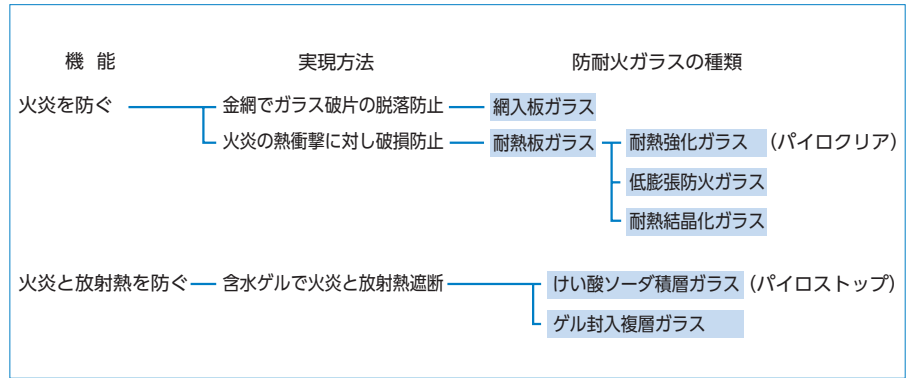 機 能 実現方法 防耐火ガラスの種類
火炎を防ぐ 金網でガラス破片の脱落防止 網入板ガラス
火炎の熱衝撃に対し破損防止 耐熱板ガラス 耐熱強化ガラス (パイロクリア)
低膨張防火ガラス
耐熱結晶化ガラス
火炎と放射熱を防ぐ 含水ゲルで火炎と放射熱遮断 けい酸ソーダ積層ガラス (パイロストップ)
ゲル封入複層ガラス